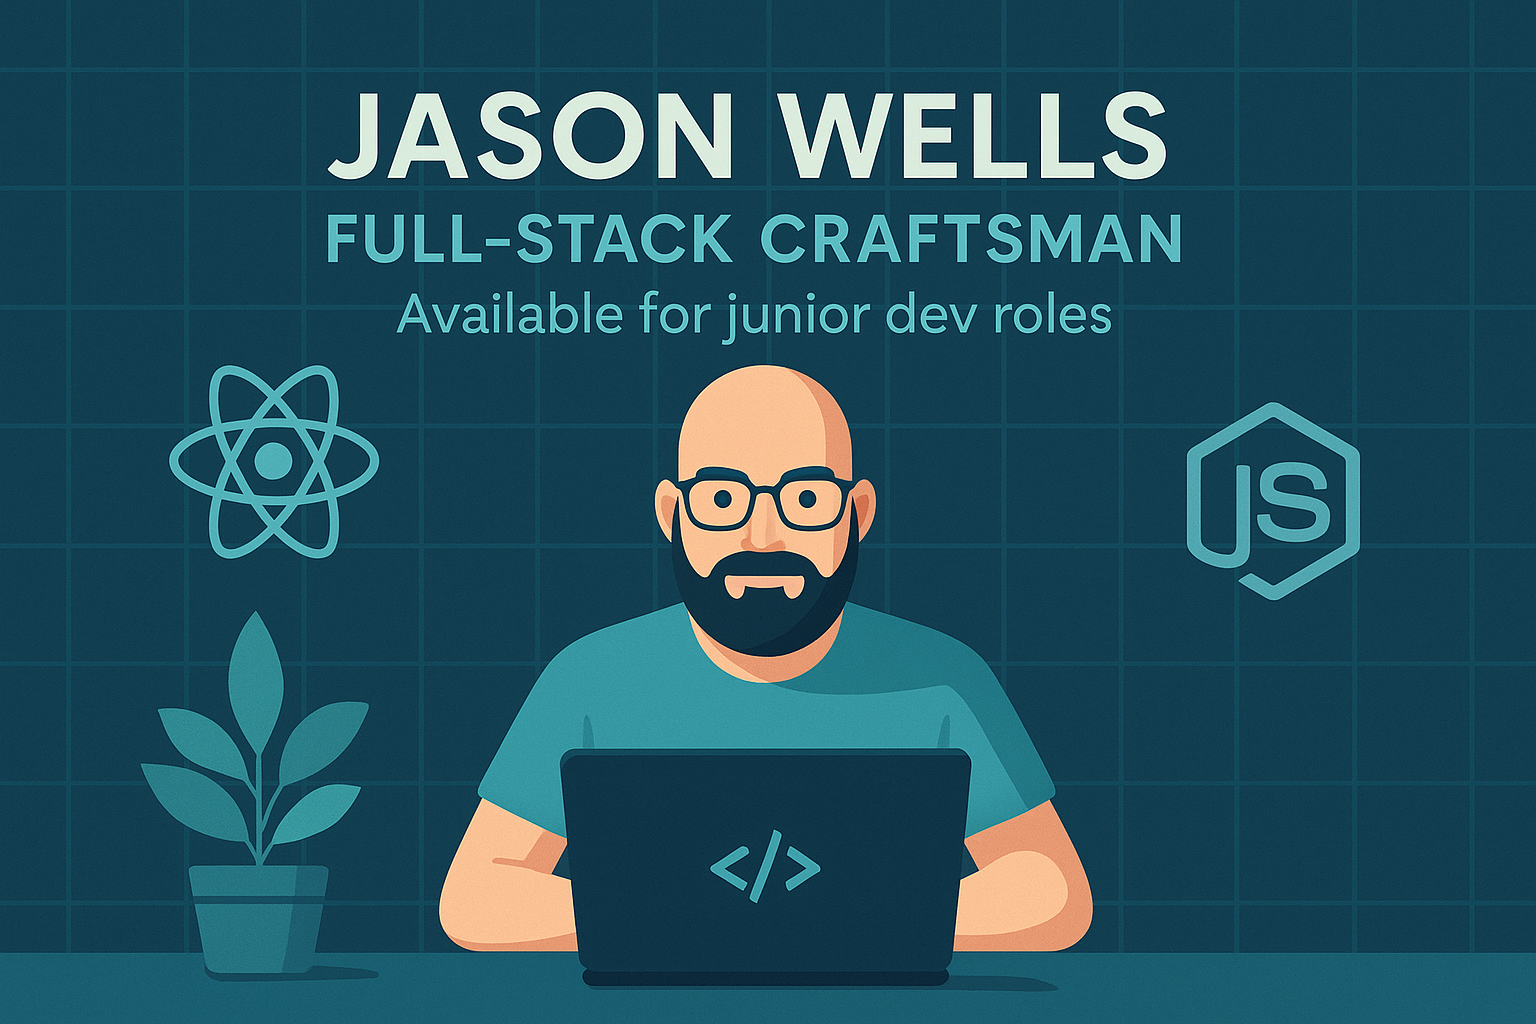 JASON WELLS
FULL-STACK CRAFTSMAN
Available for junior dev roles
JS
</>